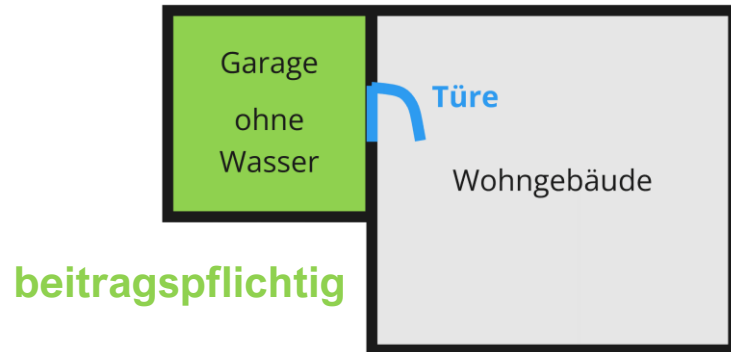 Garage
ohne
Wasser
Türe
Wohngebäude
beitragspflichtig